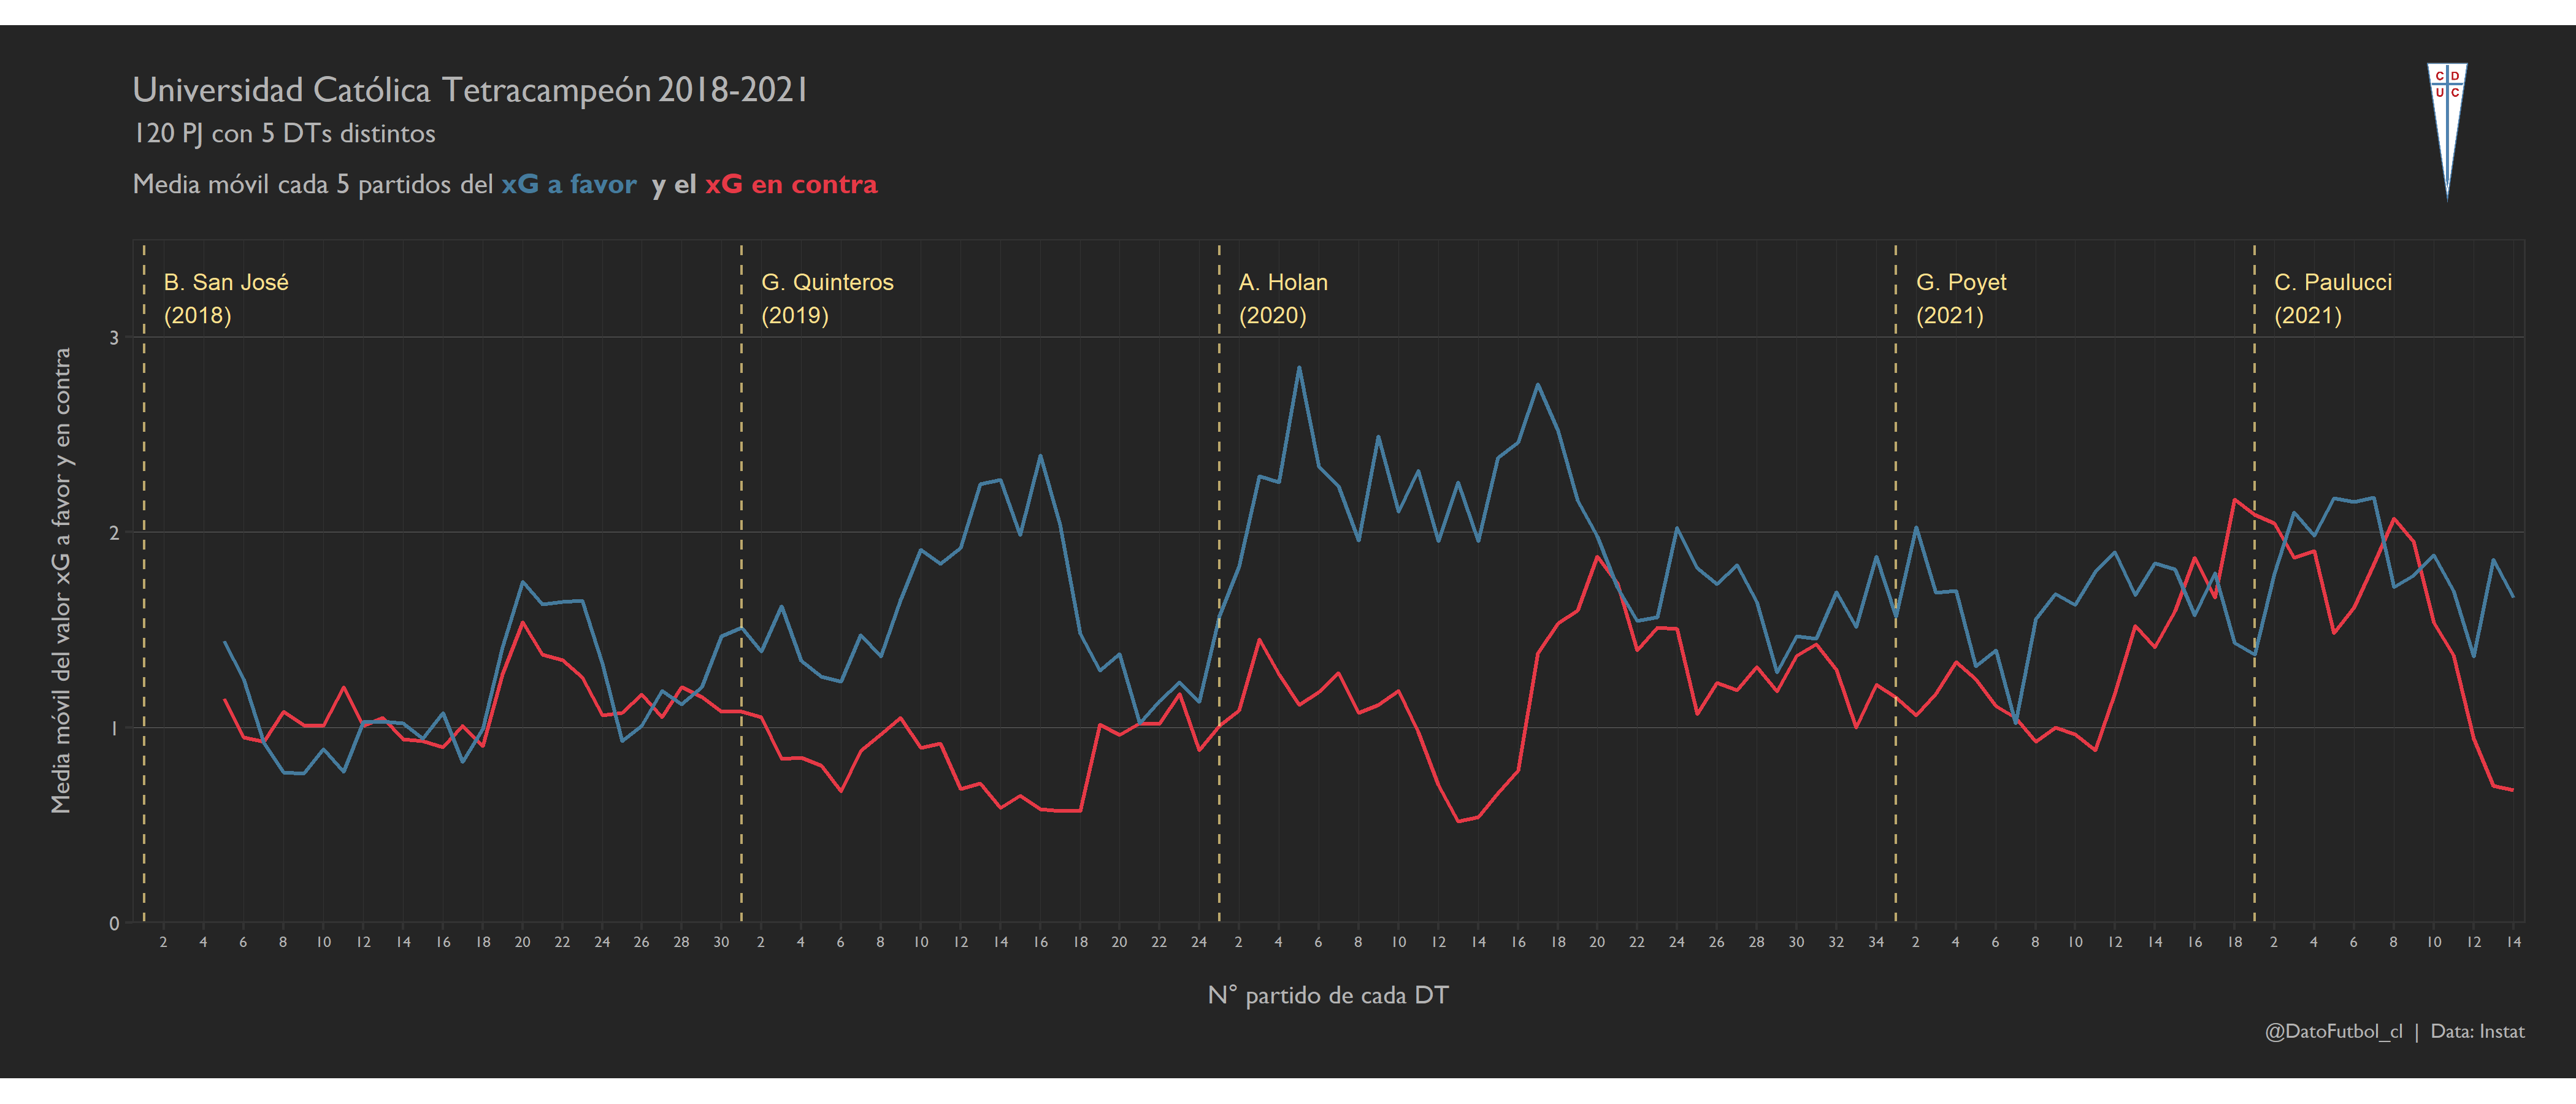 Universidad Católica Tetracampeón 2018-2021
120 PJ con 5 DTs distintos
Media móvil cada 5 partidos del xG a favor y el xG en contra
C D
U C
B. San José
(2018)
G. Quinteros
(2019)
A. Holan
(2020)
G. Poyet
(2021)
C. Paulucci
(2021)
Media móvil del valor xG a favor y en contra
3
2
1
0
2 4 6 8 10 12 14 16 18 20 22 24 26 28 30 2 4 6 8 10 12 14 16 18 20 22 24 2 4 6 8 10 12 14 16 18 20 22 24 26 28 30 32 34 2 4 6 8 10 12 14 16 18 2 4 6 8 10 12 14
N° partido de cada DT
@DatoFutbol_cl | Data: Instat